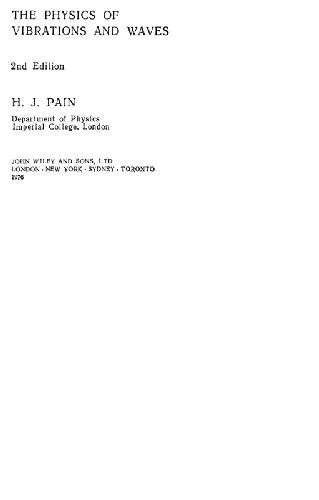 THE PHYSICS OF
VIBRATIONS AND WAVES
2nd Edition
H. J. PAIN
Department of Physics
Imperial College, London
JOHN WILEY AND SONS, LTD
LONDON · NEW YORK · SYDNEY · TORONTO
1976